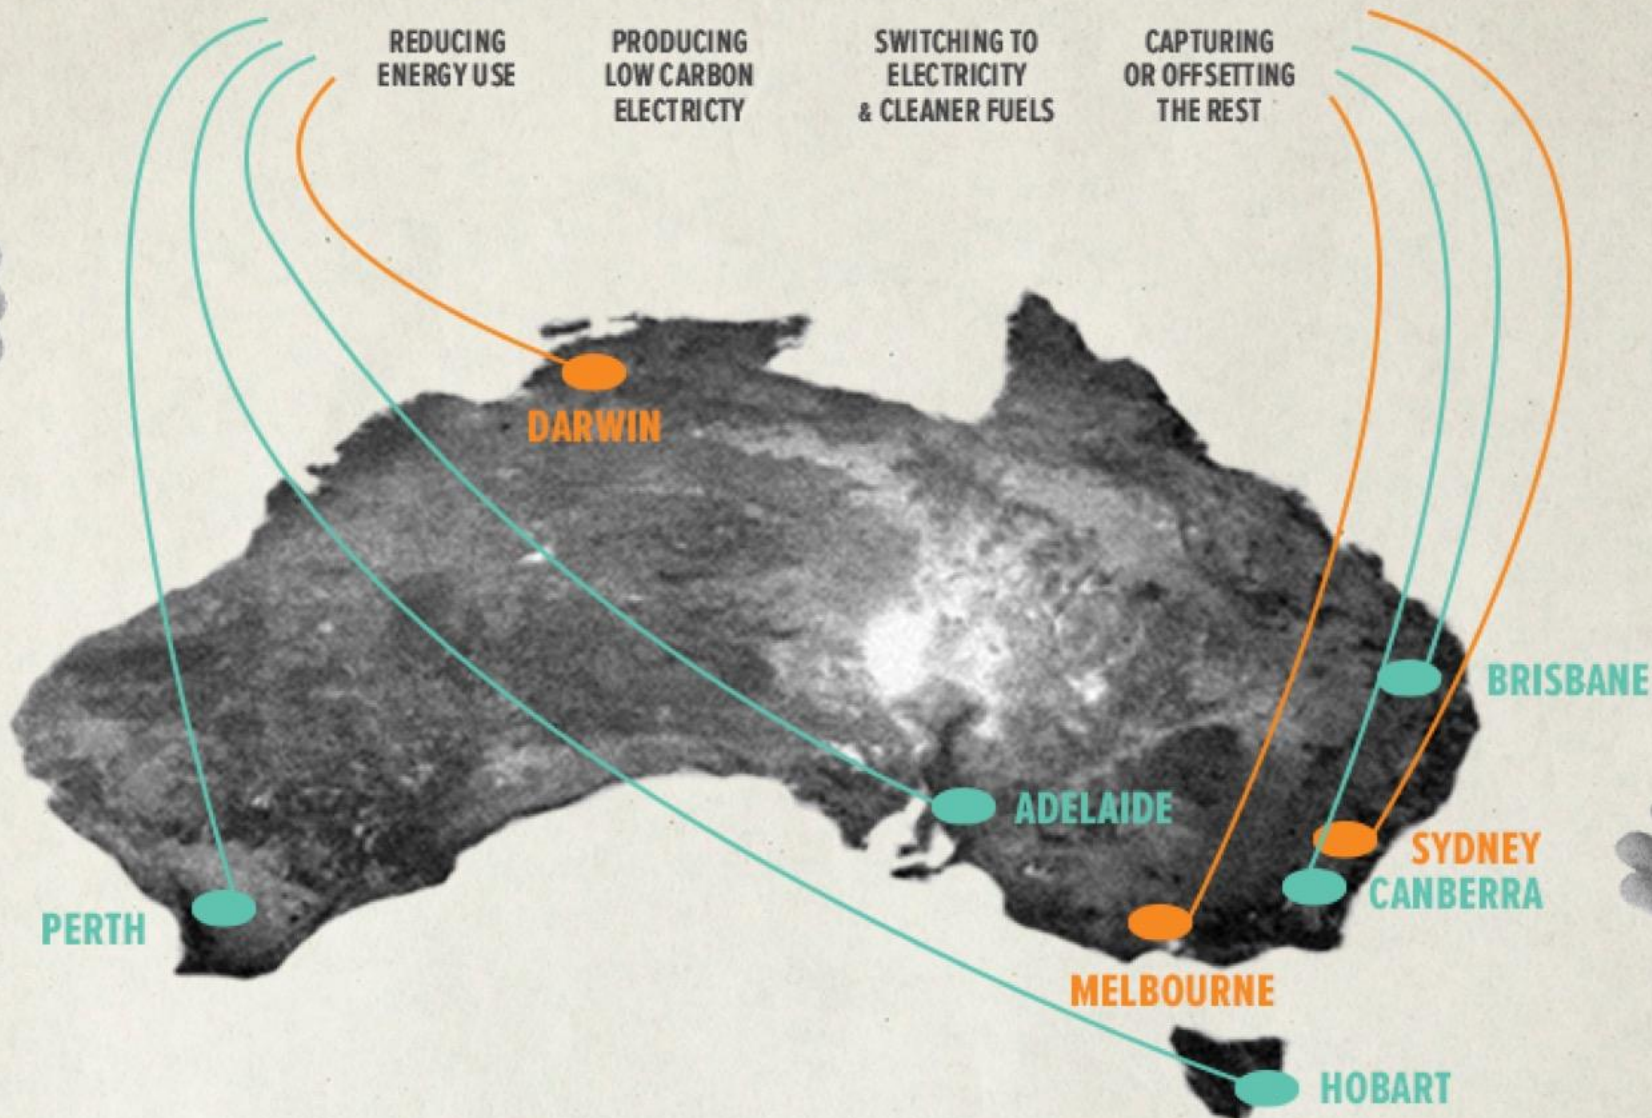 REDUCING
ENERGY USE
PRODUCING
LOW CARBON
ELECTRICTY
SWITCHING TO
ELECTRICITY
& CLEANER FUELS
CAPTURING
OR OFFSETTING
THE REST
DARWIN
BRISBANE
ADELAIDE
SYDNEY
CANBERRA
PERTH
MELBOURNE
HOBART